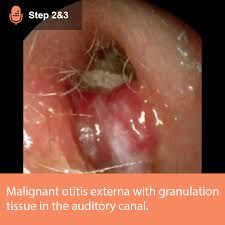 Step 2&3
Malignant otitis externa with granulation
tissue in the auditory canal.